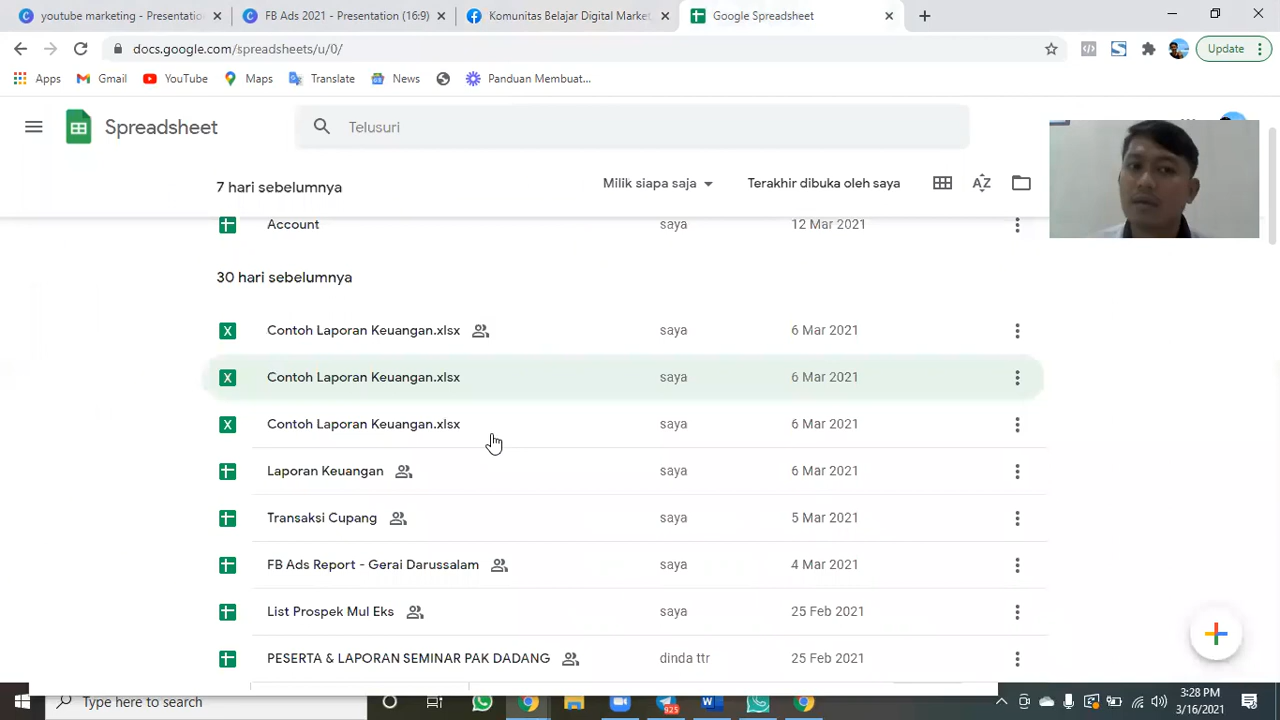 youtube marketing - Presentatio
FB Ads 2021 - Presentation (16:9)
Komunitas Belajar Digital Market
Google Spreadsheet
docs.google.com/spreadsheets/u/0/
Update
Apps
Gmail
YouTube
Maps
Translate
News
Panduan Membuat...
Spreadsheet
Telusuri
7 hari sebelumnya
Milik siapa saja
Terakhir dibuka oleh saya
AZ
Account saya 12 Mar 2021
30 hari sebelumnya
Contoh Laporan Keuangan.xlsx saya 6 Mar 2021
Contoh Laporan Keuangan.xlsx saya 6 Mar 2021
Contoh Laporan Keuangan.xlsx saya 6 Mar 2021
Laporan Keuangan saya 6 Mar 2021
Transaksi Cupang saya 5 Mar 2021
FB Ads Report - Gerai Darussalam saya 4 Mar 2021
List Prospek Mul Eks saya 25 Feb 2021
PESERTA & LAPORAN SEMINAR PAK DADANG dinda ttr 25 Feb 2021
Type here to search
925
3:28 PM
3/16/2021